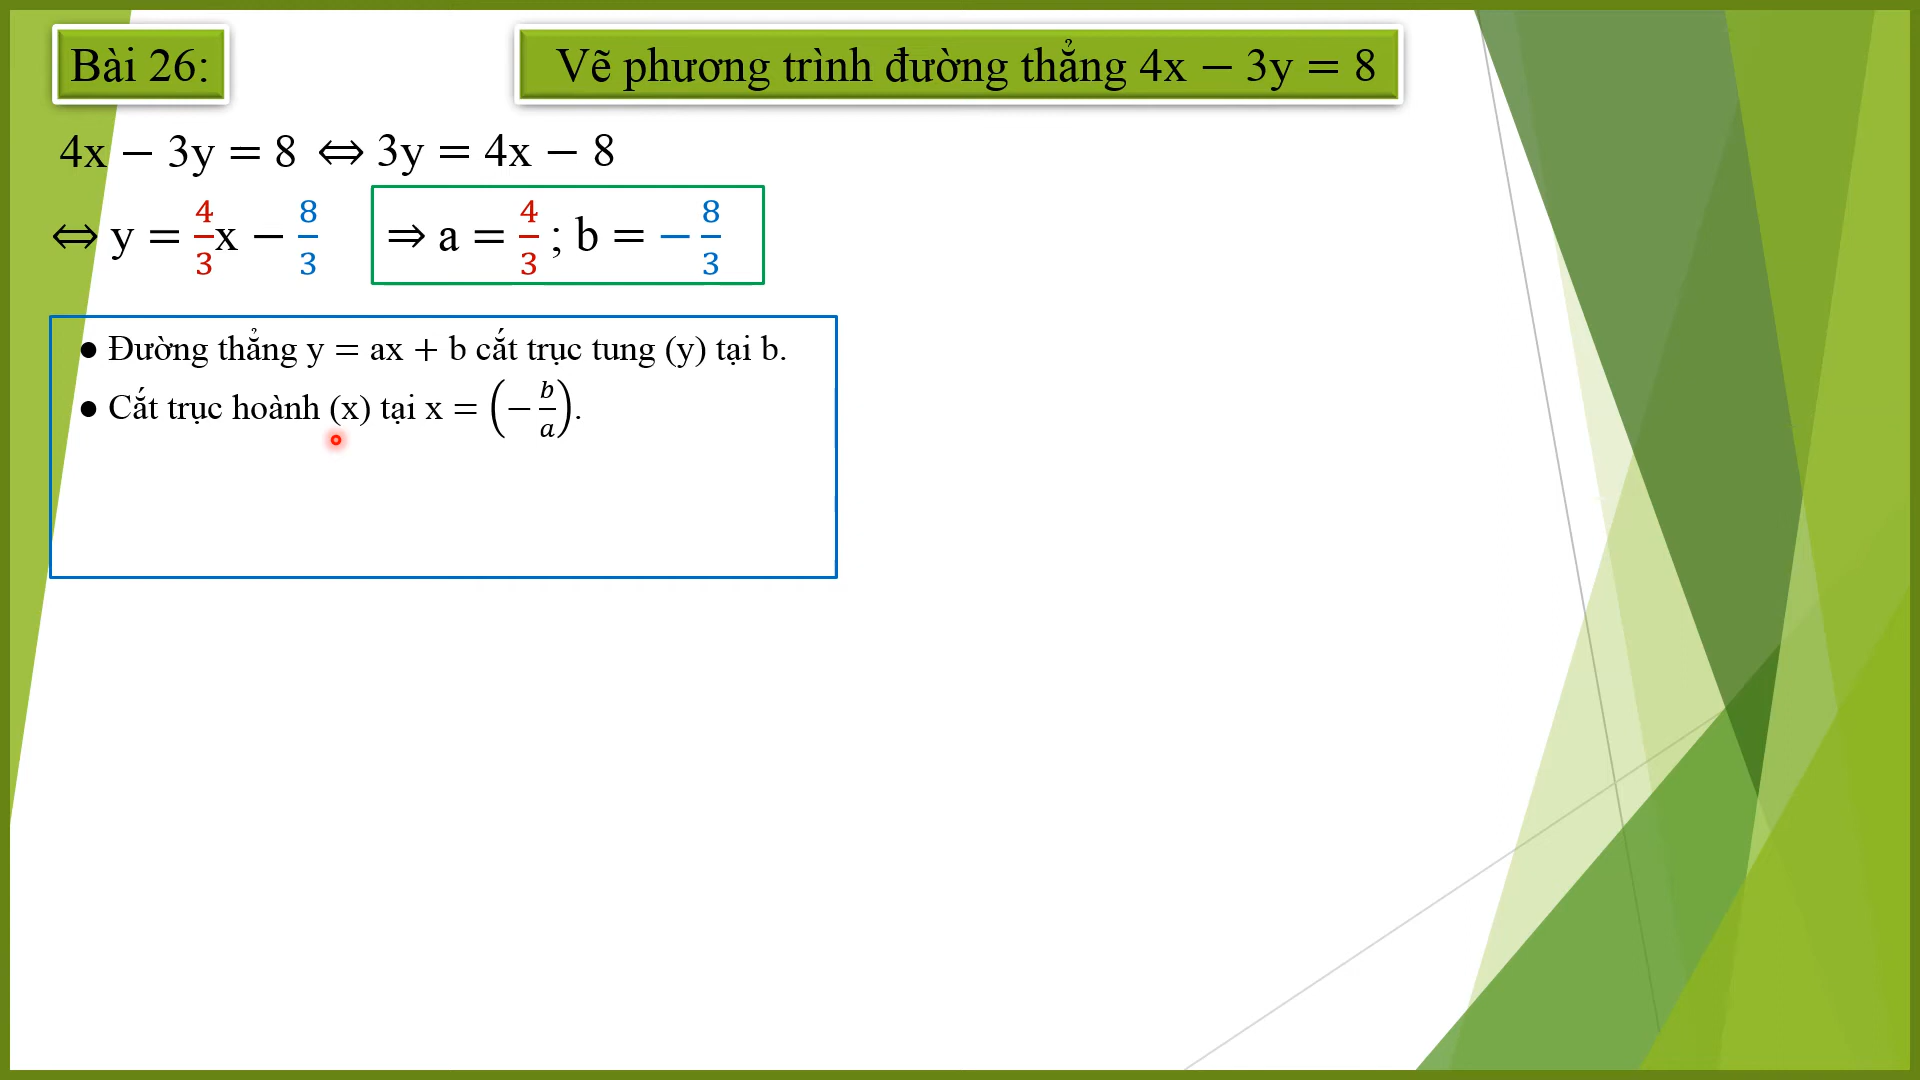 Bài 26:
Vẽ phương trình đường thẳng 4x − 3y = 8
4x − 3y = 8 ⇔ 3y = 4x − 8
⇔ y = 4/3x − 8/3 ⇒ a = 4/3 ; b = − 8/3
● Đường thẳng y = ax + b cắt trục tung (y) tại b.
● Cắt trục hoành (x) tại x = (−b/a).